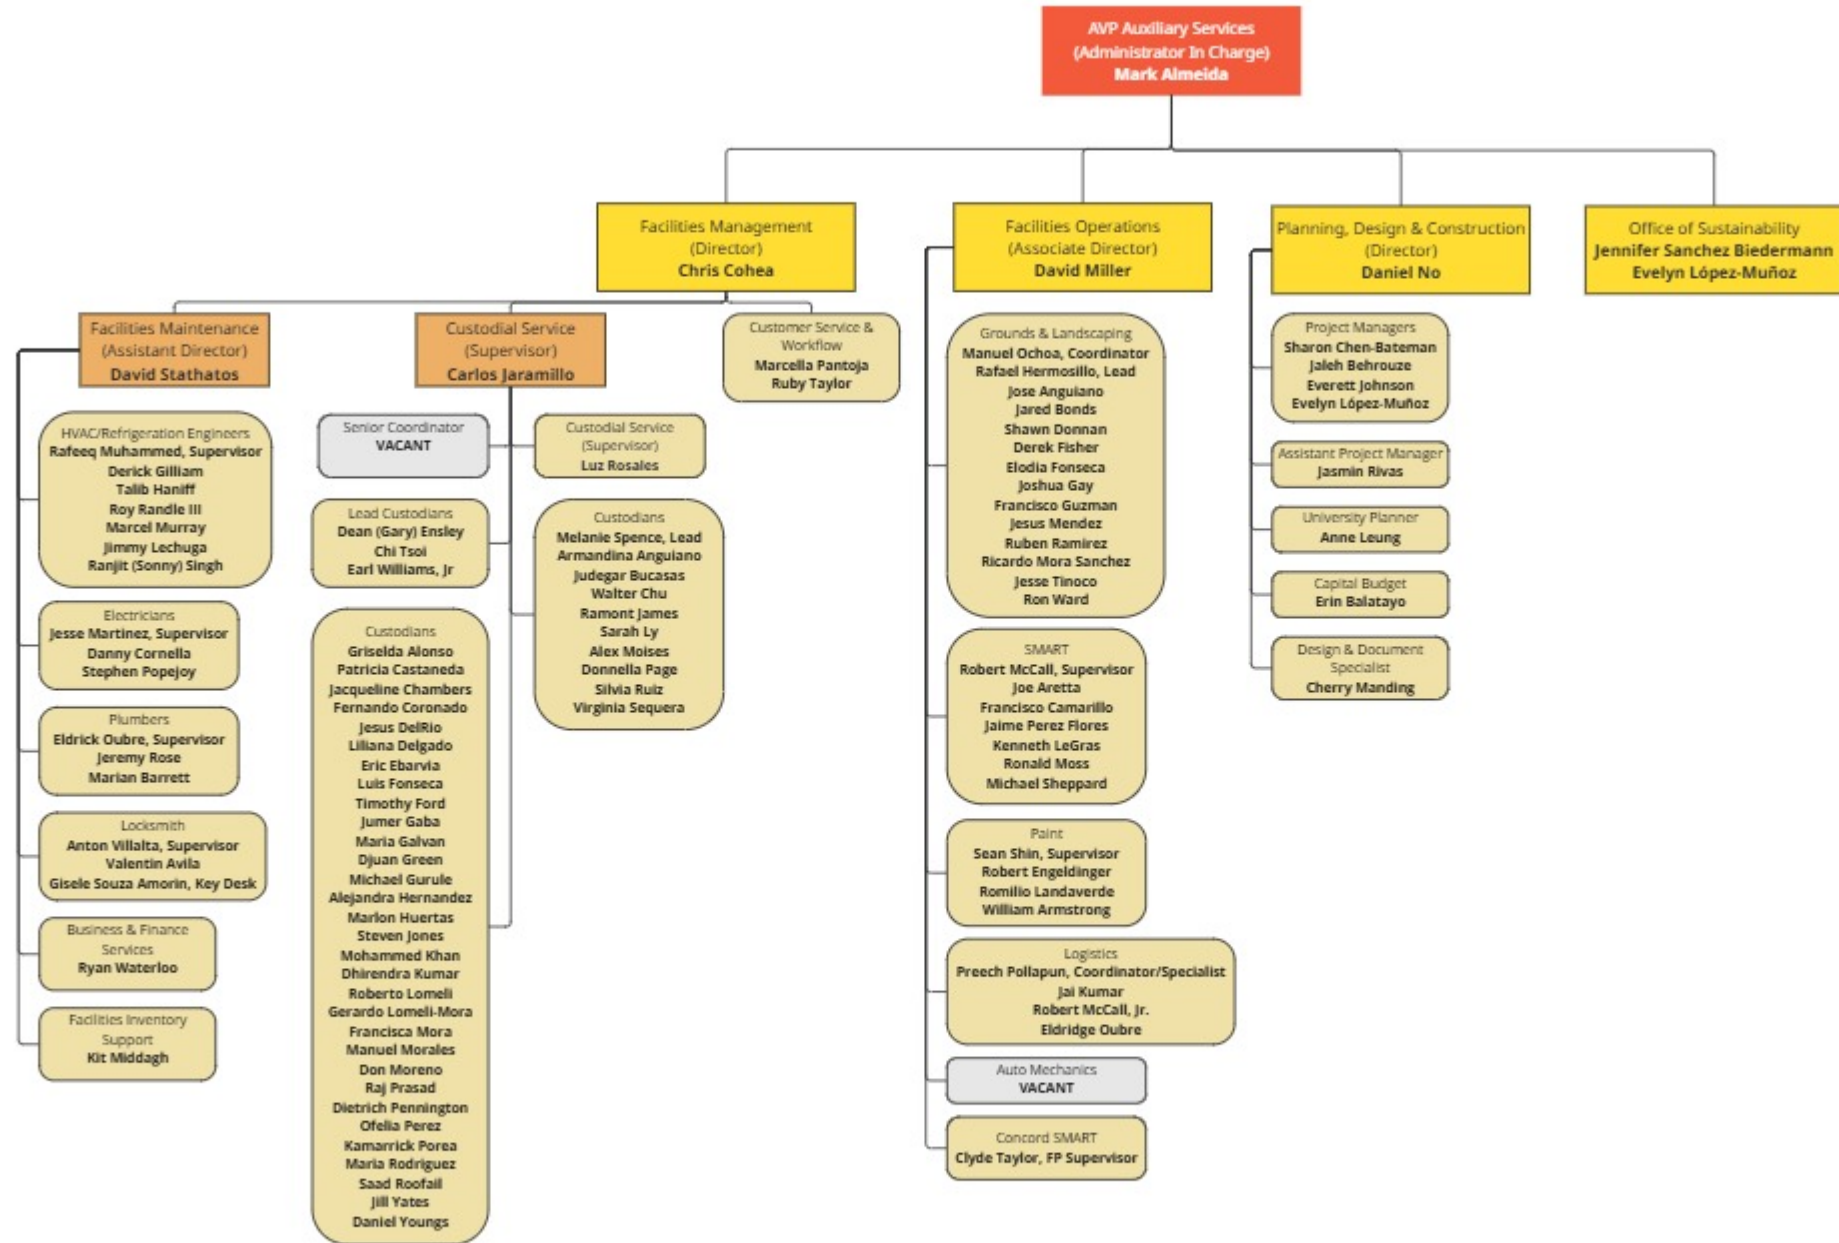 AVP Auxiliary Services
(Administrator In Charge)
Mark Almeida
Facilities Management
(Director)
Chris Cohea
Facilities Operations
(Associate Director)
David Miller
Planning, Design & Construction
(Director)
Daniel No
Office of Sustainability
Jennifer Sanchez Biedermann
Evelyn López-Muñoz
Facilities Maintenance
(Assistant Director)
David Stathatos
Custodial Service
(Supervisor)
Carlos Jaramillo
Customer Service &
Workflow
Marcella Pantoja
Ruby Taylor
HVAC/Refrigeration Engineers
Rafeeq Muhammed, Supervisor
Derick Gilliam
Talib Haniff
Roy Randle III
Marcel Murray
Jimmy Lechuga
Ranjit (Sonny) Singh
Electricians
Jesse Martinez, Supervisor
Danny Cornella
Stephen Popejoy
Plumbers
Eldrick Oubre, Supervisor
Jeremy Rose
Marian Barrett
Locksmith
Anton Villalta, Supervisor
Valentin Avila
Gisele Souza Amorin, Key Desk
Business & Finance
Services
Ryan Waterloo
Facilities Inventory
Support
Kit Middagh
Senior Coordinator
VACANT
Lead Custodians
Dean (Gary) Ensley
Chi Tsoi
Earl Williams, Jr
Custodians
Griselda Alonso
Patricia Castaneda
Jacqueline Chambers
Fernando Coronado
Jesus DelRio
Liliana Delgado
Eric Ebarvia
Luis Fonseca
Timothy Ford
Jumer Gaba
Maria Galvan
Djuan Green
Michael Gurule
Alejandra Hernandez
Marlon Huertas
Steven Jones
Mohammed Khan
Dhirendra Kumar
Roberto Lomeli
Gerardo Lomeli-Mora
Francisca Mora
Manuel Morales
Don Moreno
Raj Prasad
Dietrich Pennington
Ofelia Perez
Kamarrick Porea
Maria Rodriguez
Saad Roofail
Jill Yates
Daniel Youngs
Custodial Service
(Supervisor)
Luz Rosales
Custodians
Melanie Spence, Lead
Armandina Anguiano
Judegar Bucasas
Walter Chu
Ramont James
Sarah Ly
Alex Moises
Donnella Page
Silvia Ruiz
Virginia Sequera
Grounds & Landscaping
Manuel Ochoa, Coordinator
Rafael Hermosillo, Lead
Jose Anguiano
Jared Bonds
Shawn Donnan
Derek Fisher
Elodia Fonseca
Joshua Gay
Francisco Guzman
Jesus Mendez
Ruben Ramirez
Ricardo Mora Sanchez
Jesse Tinoco
Ron Ward
SMART
Robert McCall, Supervisor
Joe Aretta
Francisco Camarillo
Jaime Perez Flores
Kenneth LeGras
Ronald Moss
Michael Sheppard
Paint
Sean Shin, Supervisor
Robert Engeldinger
Romilio Landaverde
William Armstrong
Logistics
Preech Pollapun, Coordinator/Specialist
Jai Kumar
Robert McCall, Jr.
Eldridge Oubre
Auto Mechanics
VACANT
Concord SMART
Clyde Taylor, FP Supervisor
Project Managers
Sharon Chen-Bateman
Jaleh Behrouze
Everett Johnson
Evelyn López-Muñoz
Assistant Project Manager
Jasmin Rivas
University Planner
Anne Leung
Capital Budget
Erin Balatayo
Design & Document
Specialist
Cherry Manding